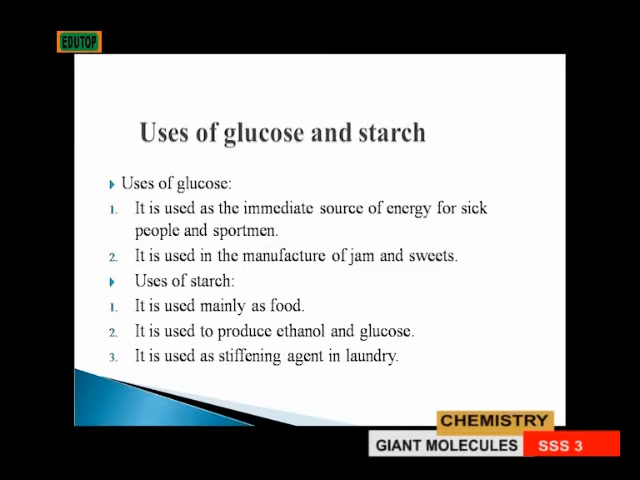 EDUTOP
Uses of glucose and starch
Uses of glucose:
1. It is used as the immediate source of energy for sick
people and sportmen.
2. It is used in the manufacture of jam and sweets.
Uses of starch:
1. It is used mainly as food.
2. It is used to produce ethanol and glucose.
3. It is used as stiffening agent in laundry.
CHEMISTRY
GIANT MOLECULES SSS 3